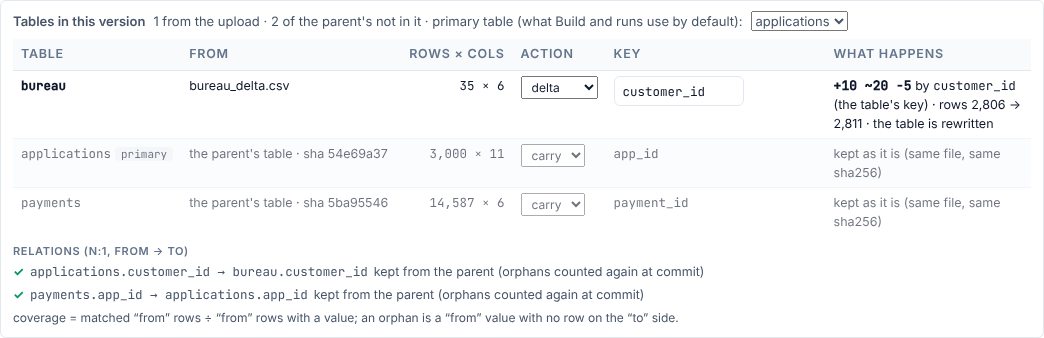 Tables in this version 1 from the upload · 2 of the parent's not in it · primary table (what Build and runs use by default): applications
TABLE FROM ROWS × COLS ACTION KEY WHAT HAPPENS
bureau bureau_delta.csv 35 × 6 delta customer_id +10 ~20 -5 by customer_id
(the table's key) · rows 2,806 →
2,811 · the table is rewritten
applications primary the parent's table · sha 54e69a37 3,000 × 11 carry app_id kept as it is (same file, same
sha256)
payments the parent's table · sha 5ba95546 14,587 × 6 carry payment_id kept as it is (same file, same
sha256)
RELATIONS (N:1, FROM → TO)
✓ applications.customer_id → bureau.customer_id kept from the parent (orphans counted again at commit)
✓ payments.app_id → applications.app_id kept from the parent (orphans counted again at commit)
coverage = matched “from” rows ÷ “from” rows with a value; an orphan is a “from” value with no row on the “to” side.